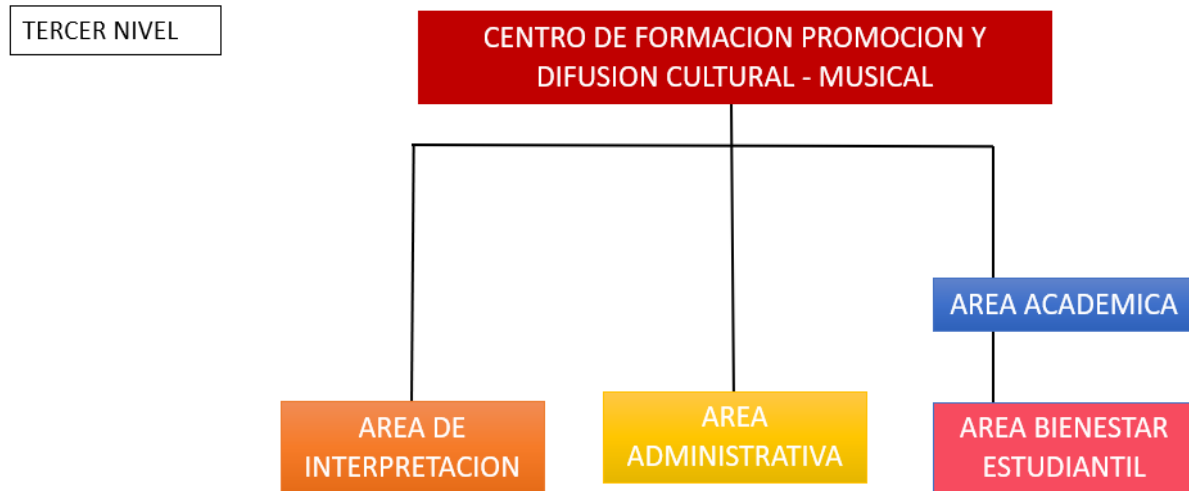 TERCER NIVEL
CENTRO DE FORMACION PROMOCION Y
DIFUSION CULTURAL - MUSICAL
AREA ACADEMICA
AREA DE
INTERPRETACION
AREA
ADMINISTRATIVA
AREA BIENESTAR
ESTUDIANTIL